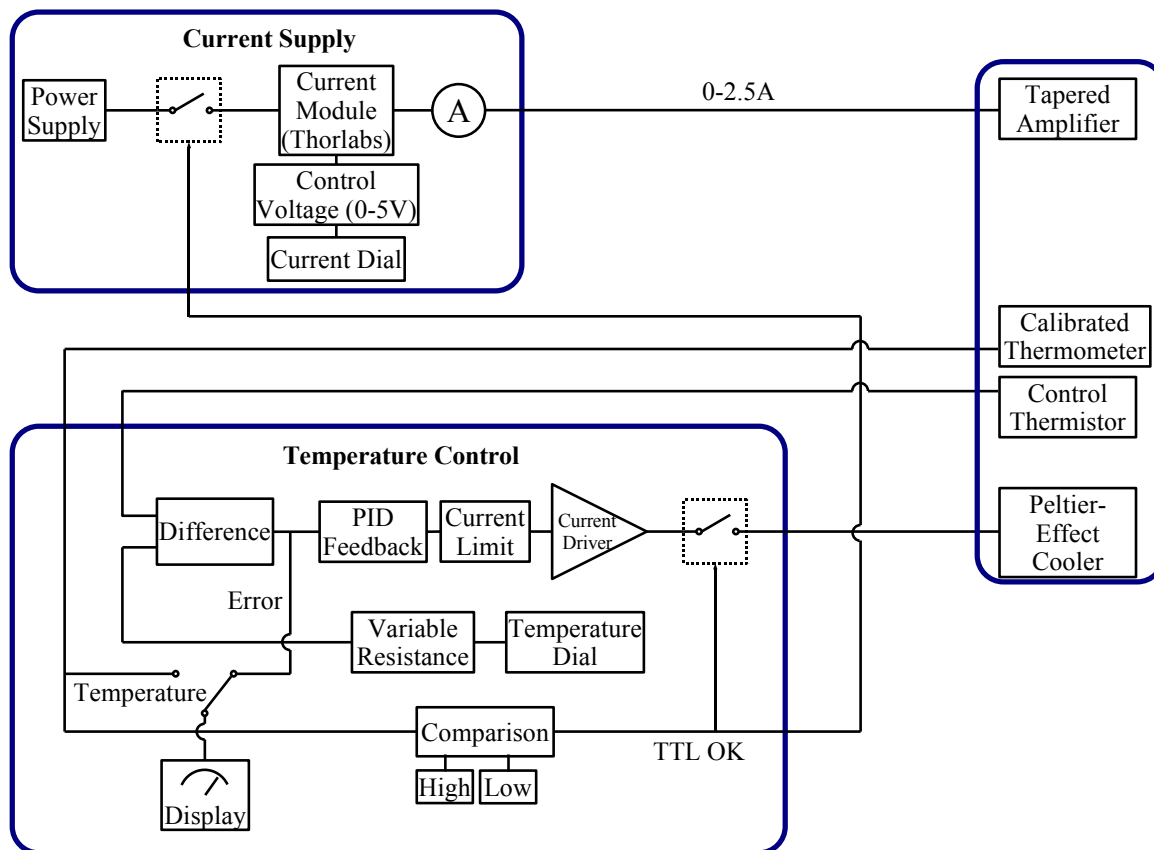 Current Supply
Power
Supply
Current
Module
(Thorlabs)
A
0-2.5A
Tapered
Amplifier
Control
Voltage (0-5V)
Current Dial
Calibrated
Thermometer
Control
Thermistor
Temperature Control
Difference
PID
Feedback
Current
Limit
Current
Driver
Peltier-
Effect
Cooler
Error
Variable
Resistance
Temperature
Dial
Temperature
Comparison
TTL OK
High
Low
Display